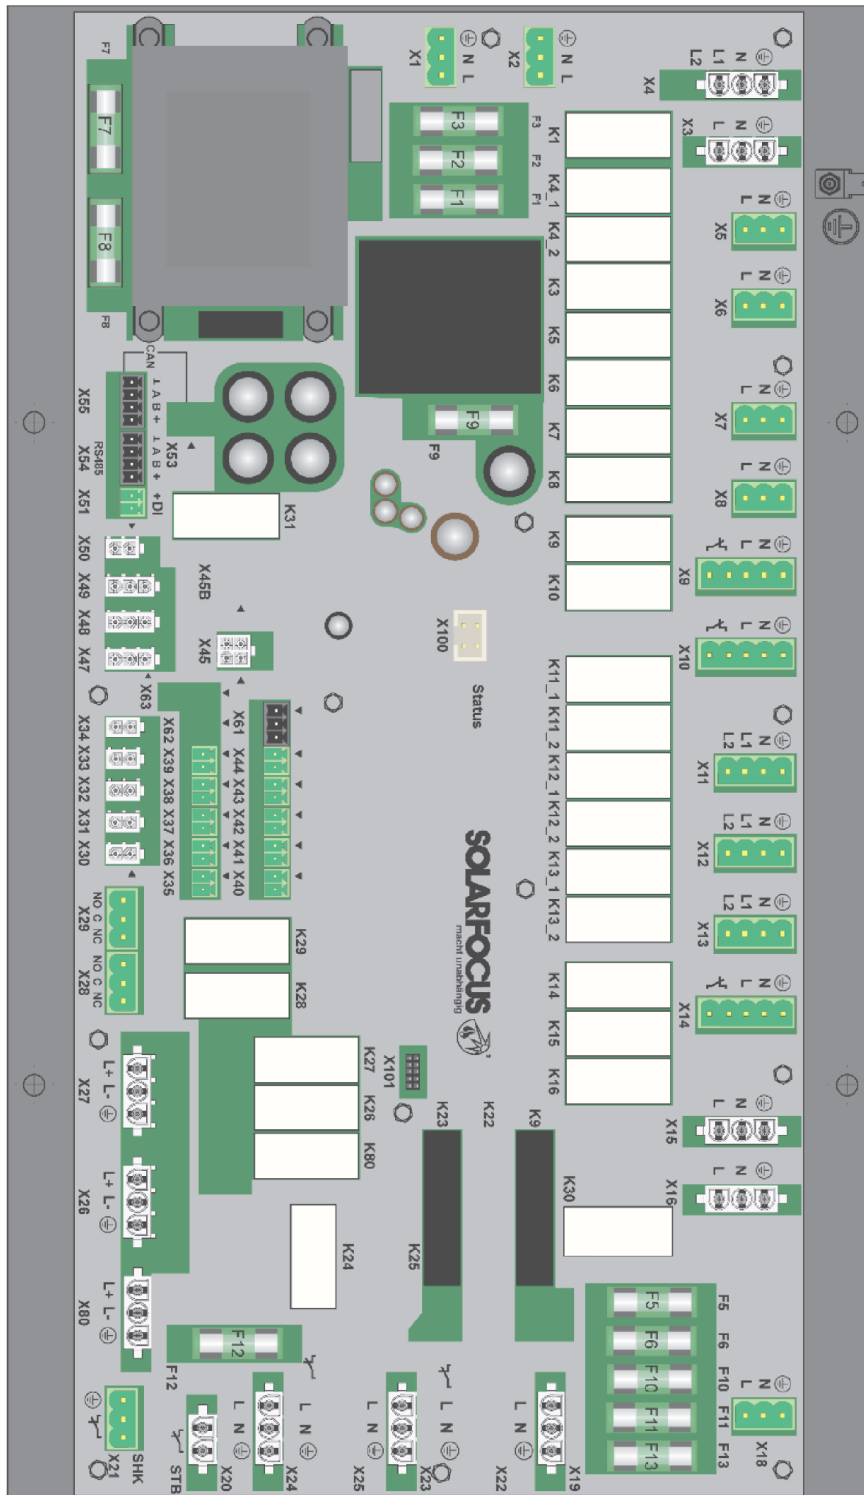 F7
F7
F8
F8
X1
⏚ N L
X2
⏚ N L
F3
F3
F2
F2
F1
F1
X4
L2 L1 N ⏚
X3
L N ⏚
X5
L N ⏚
X6
L N ⏚
X7
L N ⏚
X8
L N ⏚
X9
L N ⏚
X10
L N ⏚
X11
L2 L1 N ⏚
X12
L2 L1 N ⏚
X13
L2 L1 N ⏚
X14
L N ⏚
X15
L N ⏚
X16
L N ⏚
K1
K4_1
K4_2
K3
K5
K6
K7
K8
K9
K10
K11_1
K11_2
K12_1
K12_2
K13_1
K13_2
K14
K15
K16
F9
F9
CAN
X55
⊥ A B +
X54
RS485
⊥ A B +
X53
X51
+DI
K31
X50
X49
X48
X47
X45B
X45
X63
X100
Status
X34
X33
X32
X31
X30
X62
X39
X38
X37
X36
X35
X61
X44
X43
X42
X41
X40
SOLARFOCUS
macht unabhängig
X29
NO C NC
X28
NO C NC
K29
K28
K27
K26
K80
X101
K23
K22
K9
K25
K24
K30
X27
L+ L- ⏚
X26
L+ L- ⏚
X80
L+ L- ⏚
F12
F12
F5
F5
F6
F6
F10
F10
F11
F11
F13
F13
X21
SHK
⏚
STB
X20
L N ⏚
X24
X25
L N ⏚
X23
X22
L N ⏚
X19
X18
L N ⏚